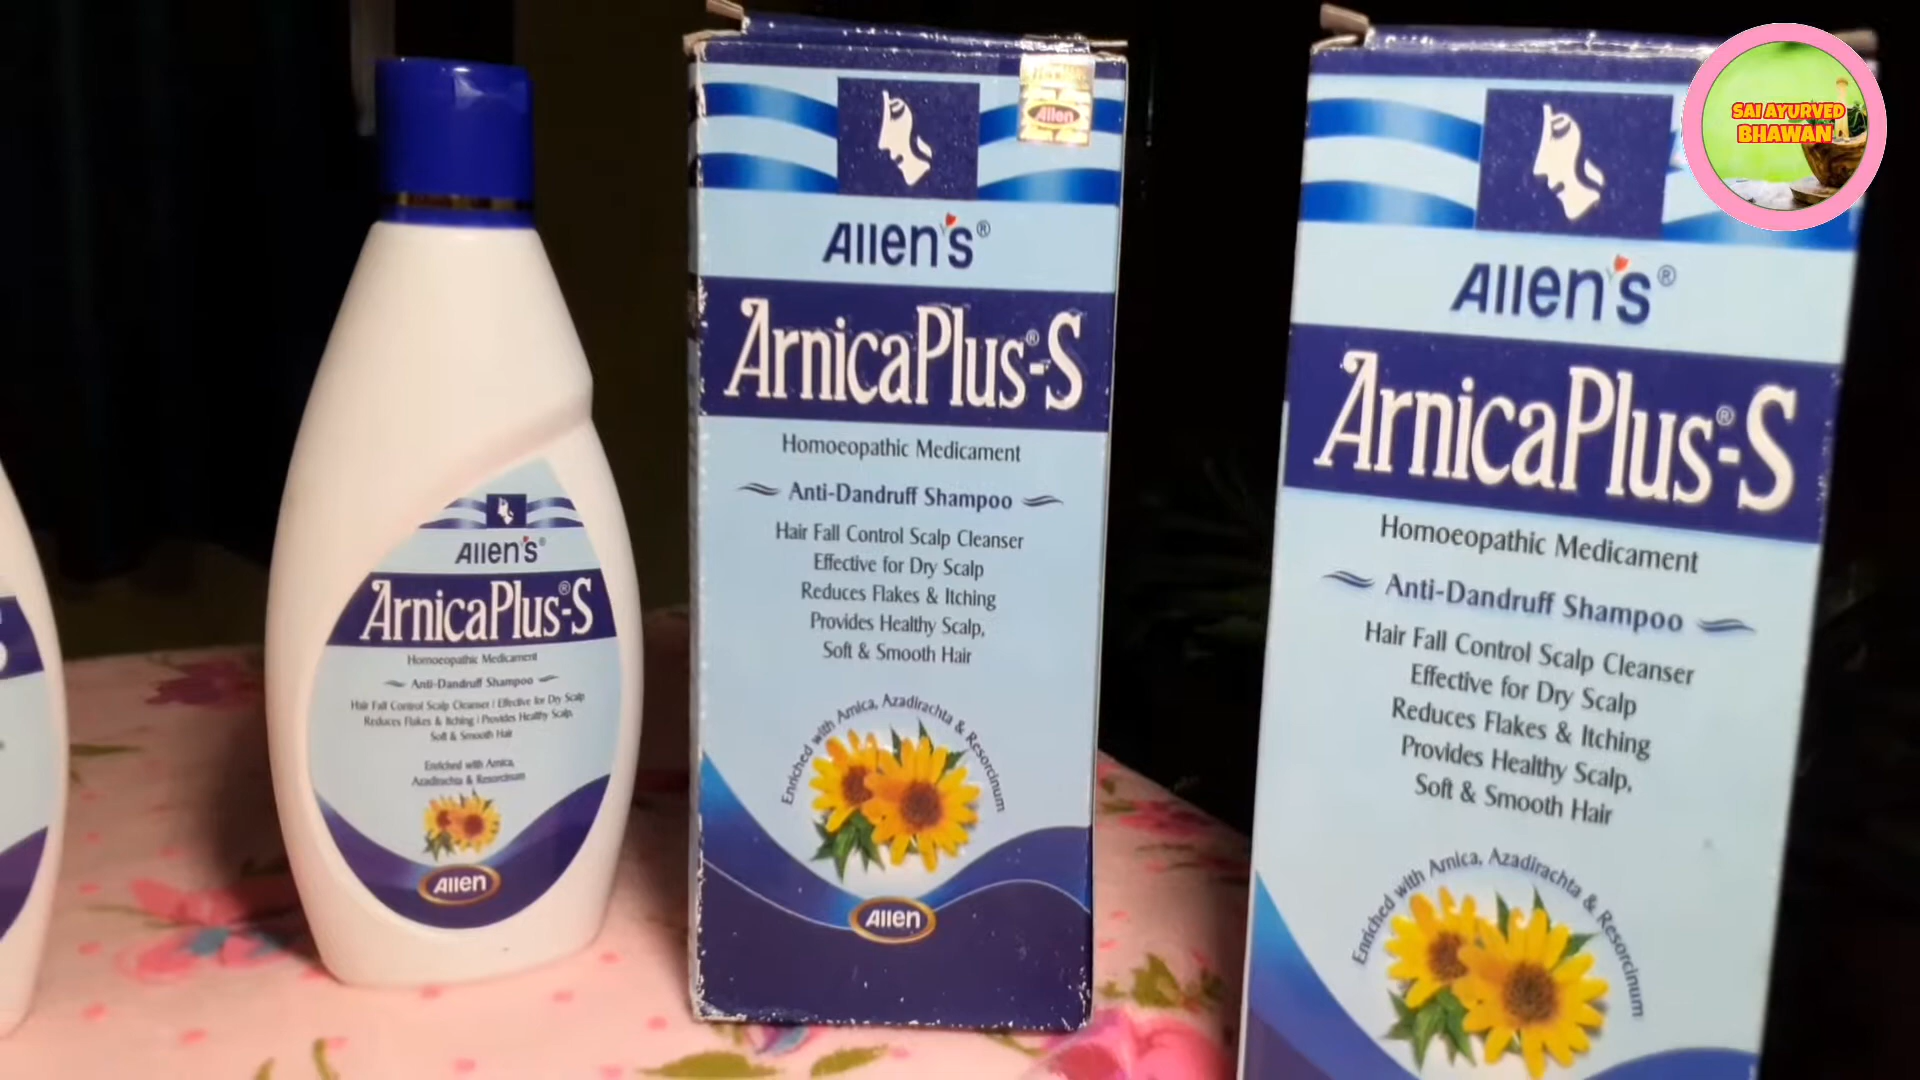 Allen's®
ArnicaPlus®-S
Homoeopathic Medicament
Anti-Dandruff Shampoo
Hair Fall Control Scalp Cleanser | Effective for Dry Scalp
Reduces Flakes & Itching | Provides Healthy Scalp,
Soft & Smooth Hair
Enriched with Arnica,
Azadirachta & Resorcinum
Allen
Allen
Allen's®
ArnicaPlus®-S
Homoeopathic Medicament
Anti-Dandruff Shampoo
Hair Fall Control Scalp Cleanser
Effective for Dry Scalp
Reduces Flakes & Itching
Provides Healthy Scalp,
Soft & Smooth Hair
Enriched with Arnica, Azadirachta & Resorcinum
Allen
Allen's®
ArnicaPlus®-S
Homoeopathic Medicament
Anti-Dandruff Shampoo
Hair Fall Control Scalp Cleanser
Effective for Dry Scalp
Reduces Flakes & Itching
Provides Healthy Scalp,
Soft & Smooth Hair
Enriched with Arnica, Azadirachta & Resorcinum
SAI AYURVED
BHAWAN